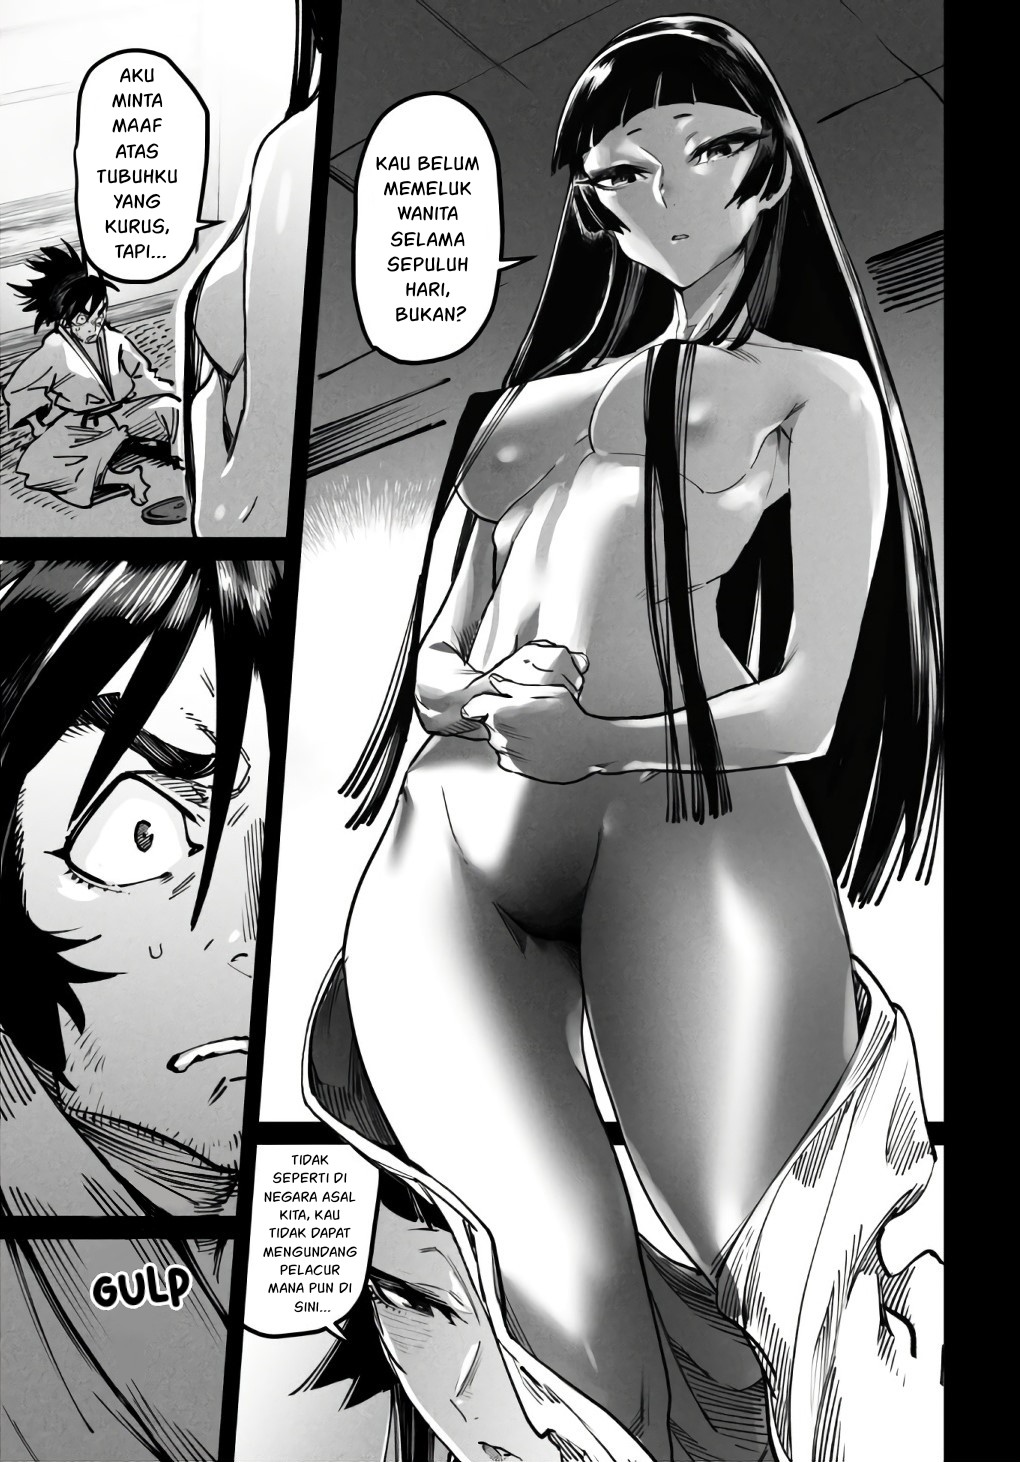 KAU BELUM
MEMELUK
WANITA
SELAMA
SEPULUH
HARI,
BUKAN?
AKU
MINTA
MAAF
ATAS
TUBUHKU
YANG
KURUS,
TAPI...
TIDAK
SEPERTI DI
NEGARA ASAL
KITA, KAU
TIDAK DAPAT
MENGUNDANG
PELACUR
MANA PUN DI
SINI...
GULP